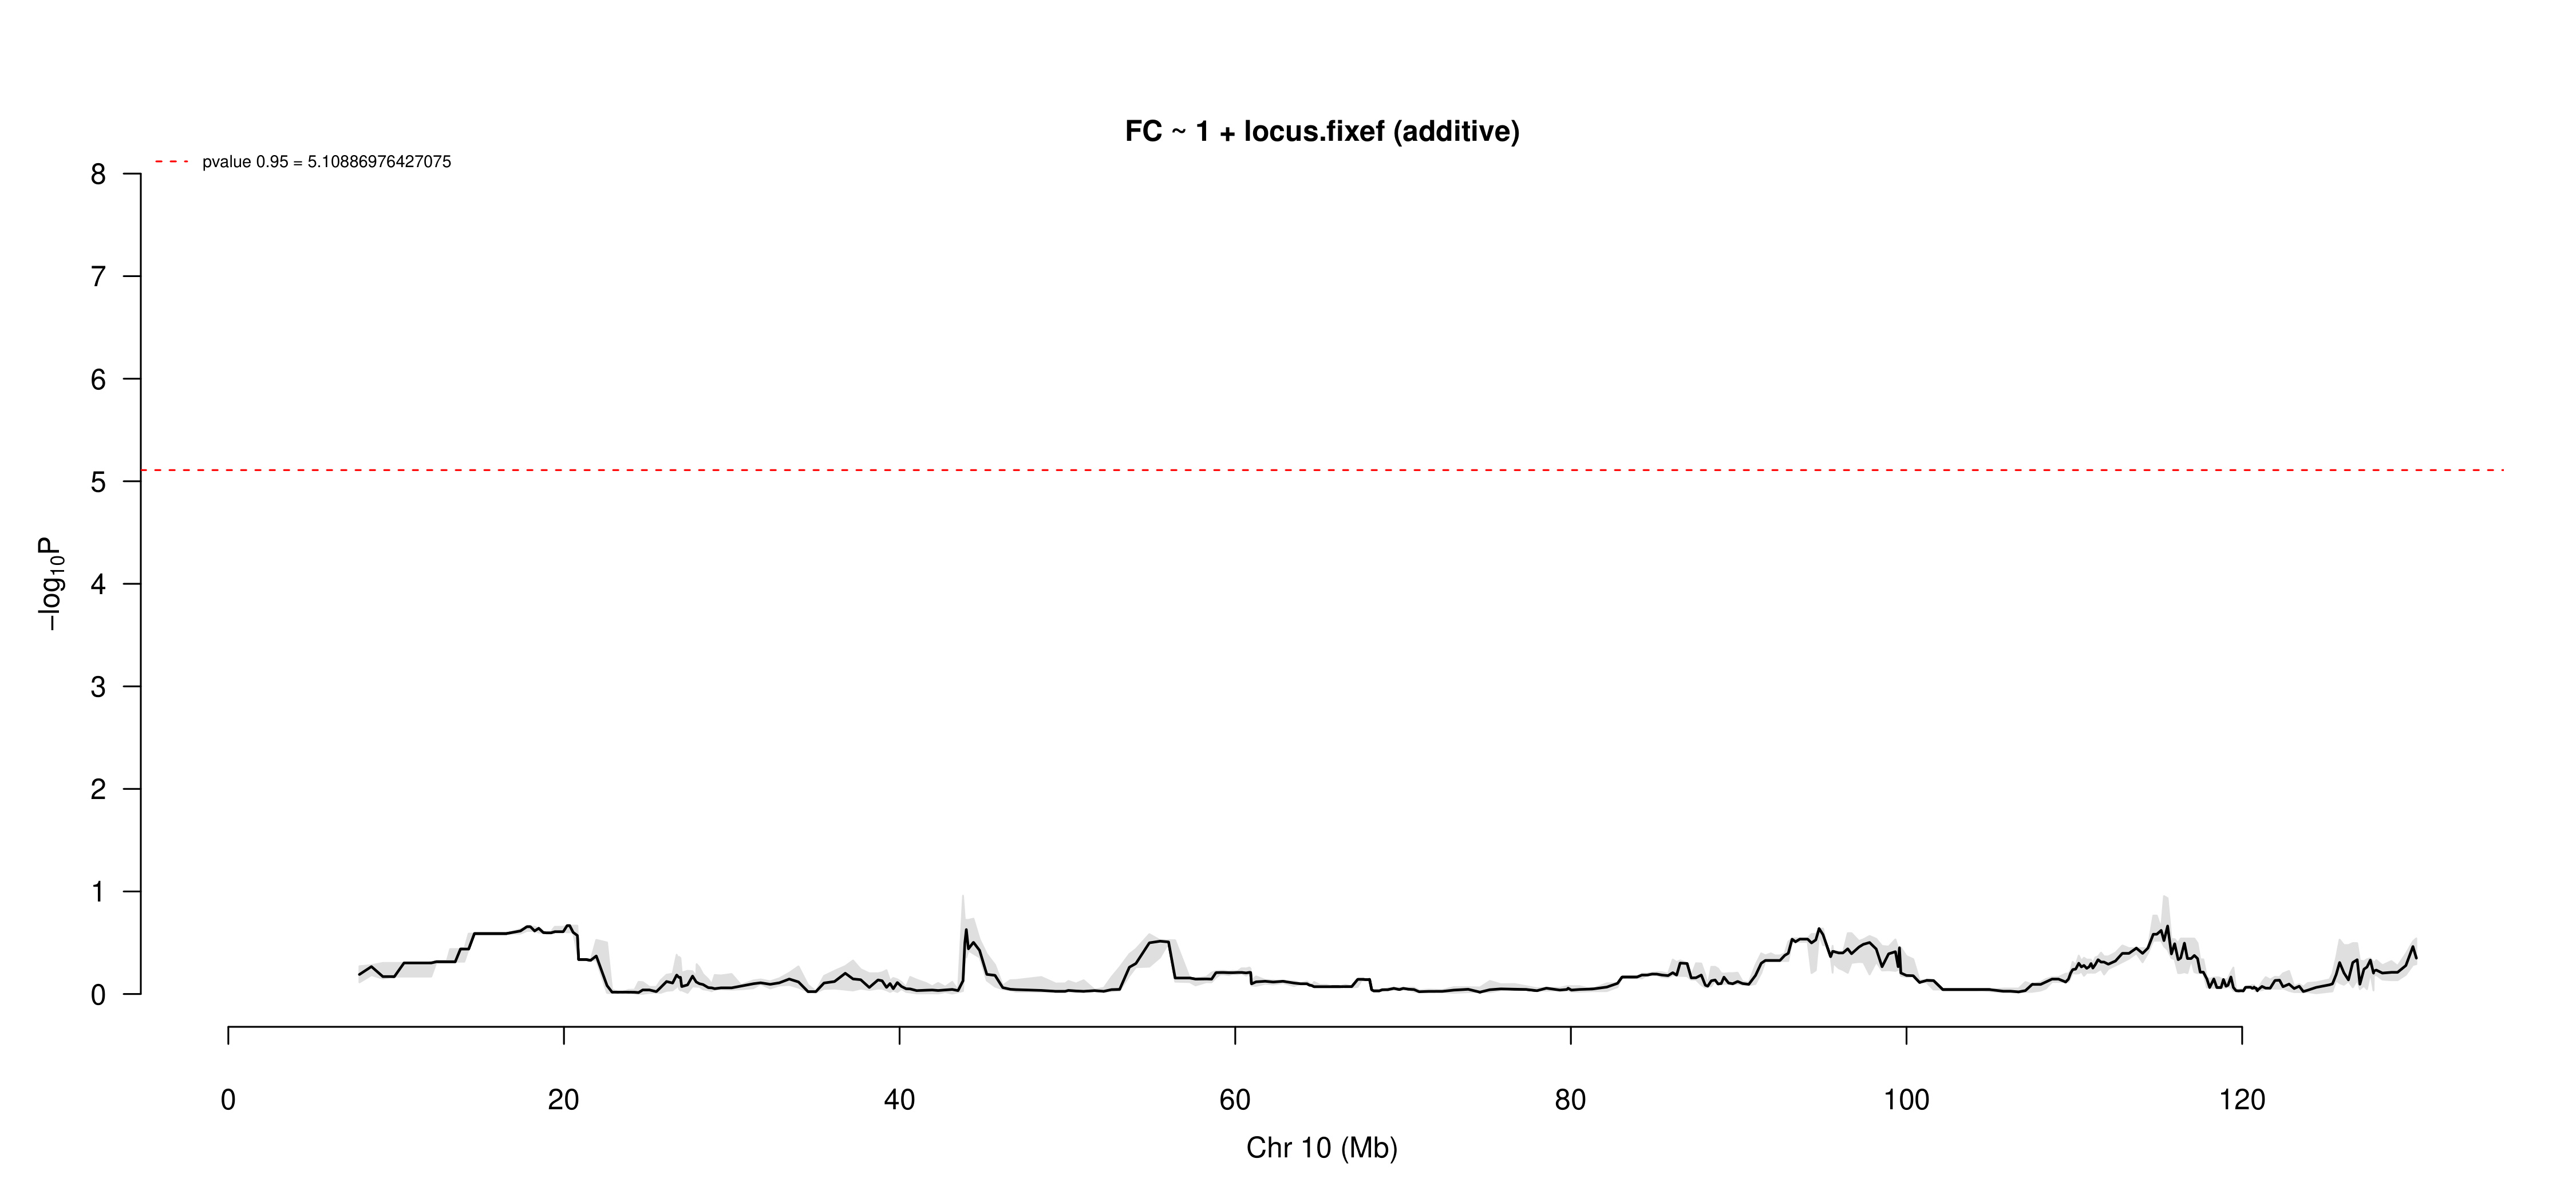 FC ~ 1 + locus.fixef (additive)
pvalue 0.95 = 5.10886976427075
8
7
6
5
4
3
2
1
0
−log10P
0 20 40 60 80 100 120
Chr 10 (Mb)